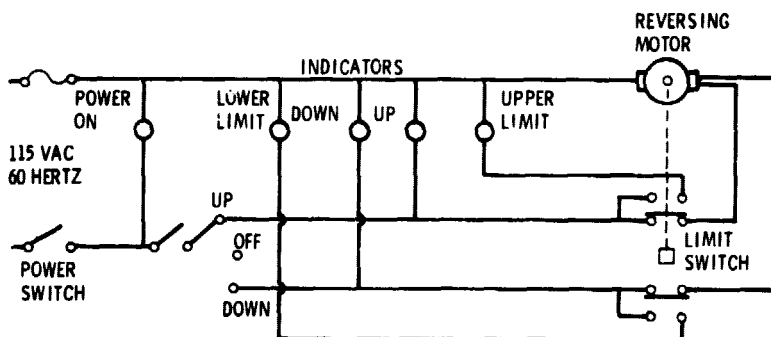 REVERSING
MOTOR
INDICATORS
POWER
ON
LOWER
LIMIT
DOWN
UP
UPPER
LIMIT
115 VAC
60 HERTZ
UP
OFF
LIMIT
SWITCH
POWER
SWITCH
DOWN